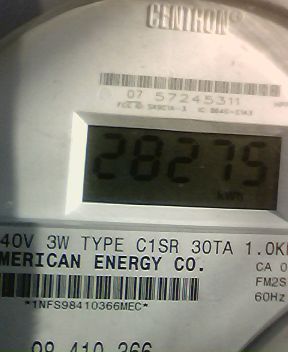 CENTRON®
07 57245311
28275
kWh
40V 3W TYPE C1SR 30TA 1.0K
MERICAN ENERGY CO.
CA 0
FM2S
*1NFS98410366MEC*
60Hz
98 410 366